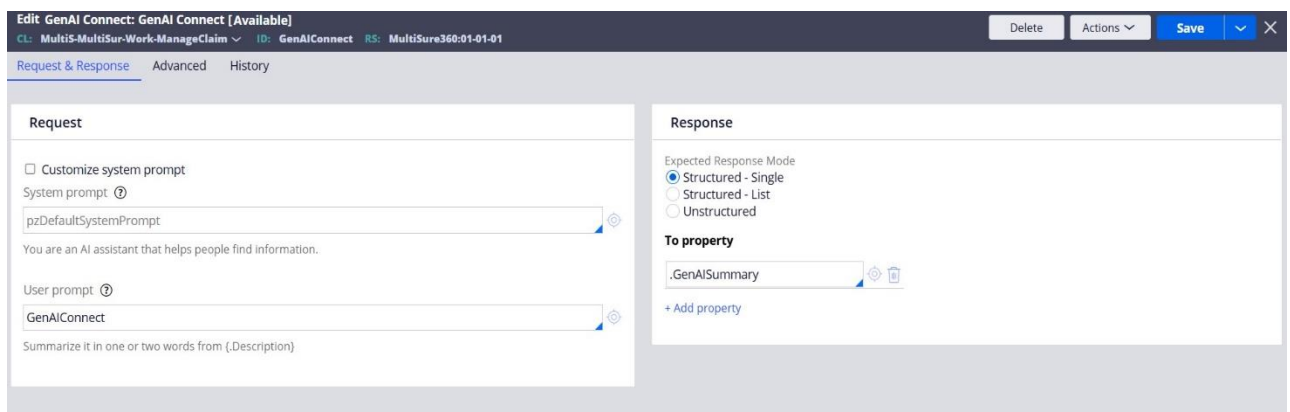 Edit GenAI Connect: GenAI Connect [Available]
CL: MultiS-MultiSur-Work-ManageClaim ID: GenAIConnect RS: MultiSure360:01-01-01
Delete Actions Save
Request & Response Advanced History
Request
Customize system prompt
System prompt ?
pzDefaultSystemPrompt
You are an AI assistant that helps people find information.
User prompt ?
GenAIConnect
Summarize it in one or two words from {.Description}
Response
Expected Response Mode
Structured - Single
Structured - List
Unstructured
To property
.GenAISummary
+ Add property